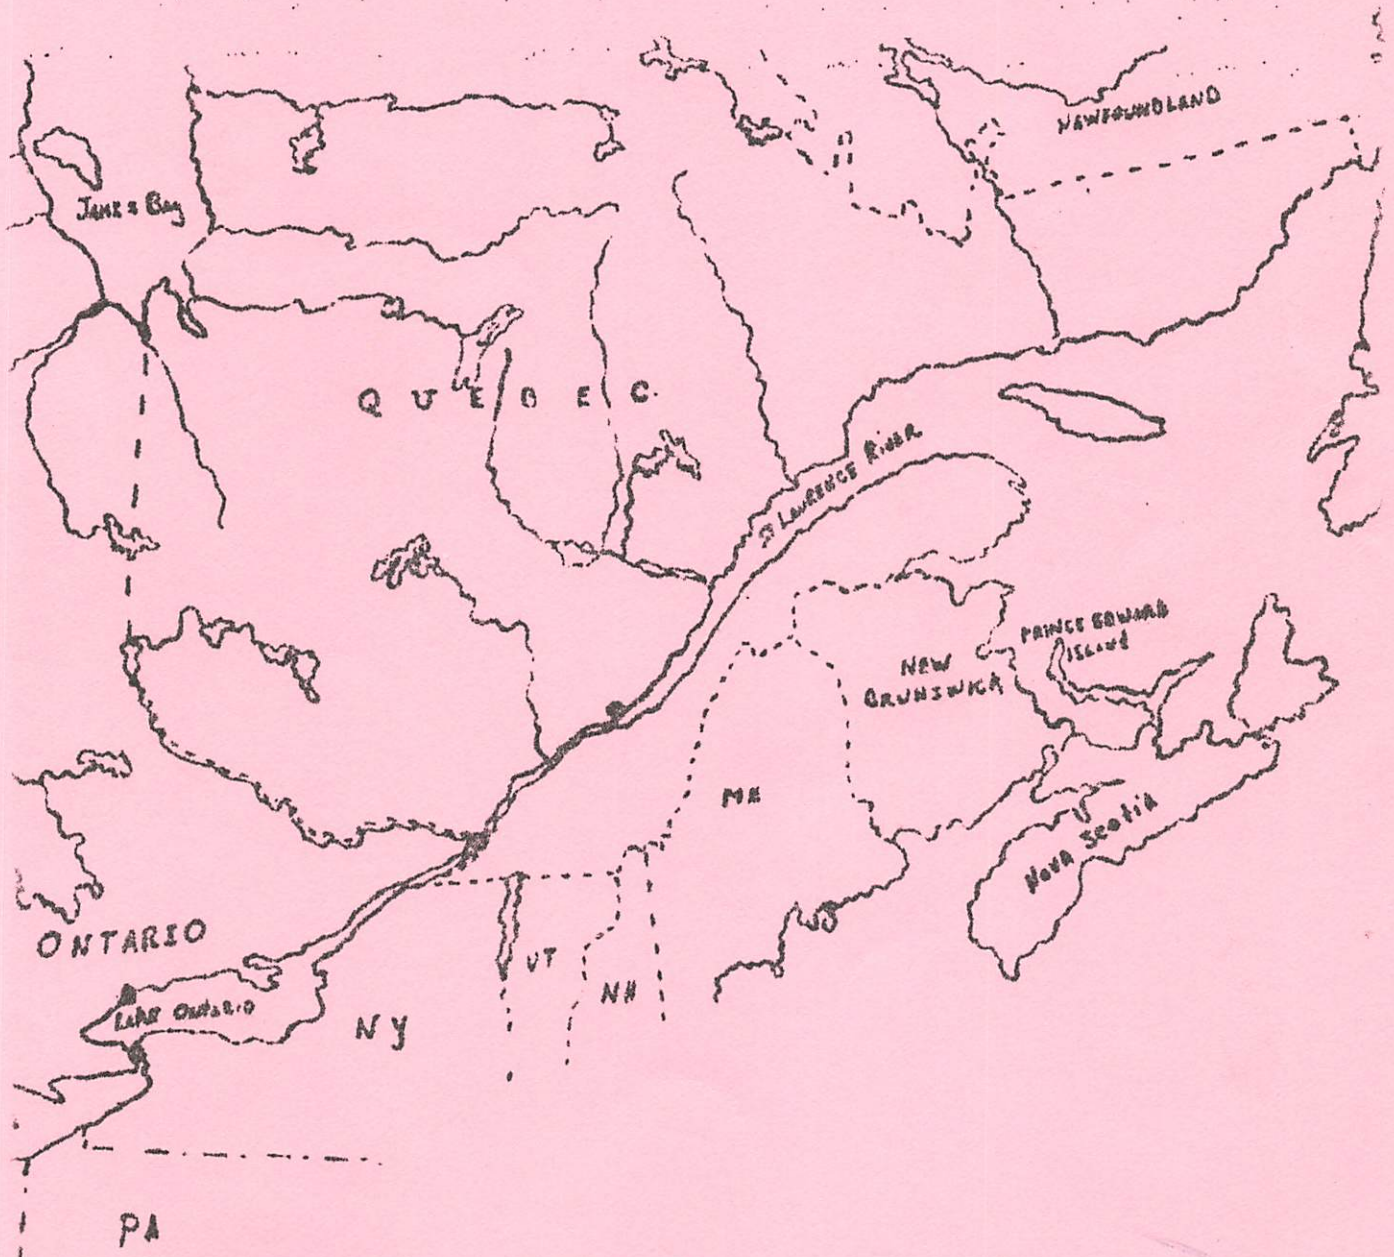 NEWFOUNDLAND
James Bay
QUEBEC
St LAWRENCE RIVER
PRINCE EDWARD
ISLAND
NEW
BRUNSWICK
ME
NOVA SCOTIA
ONTARIO
VT
NH
LAKE ONTARIO
NY
PA